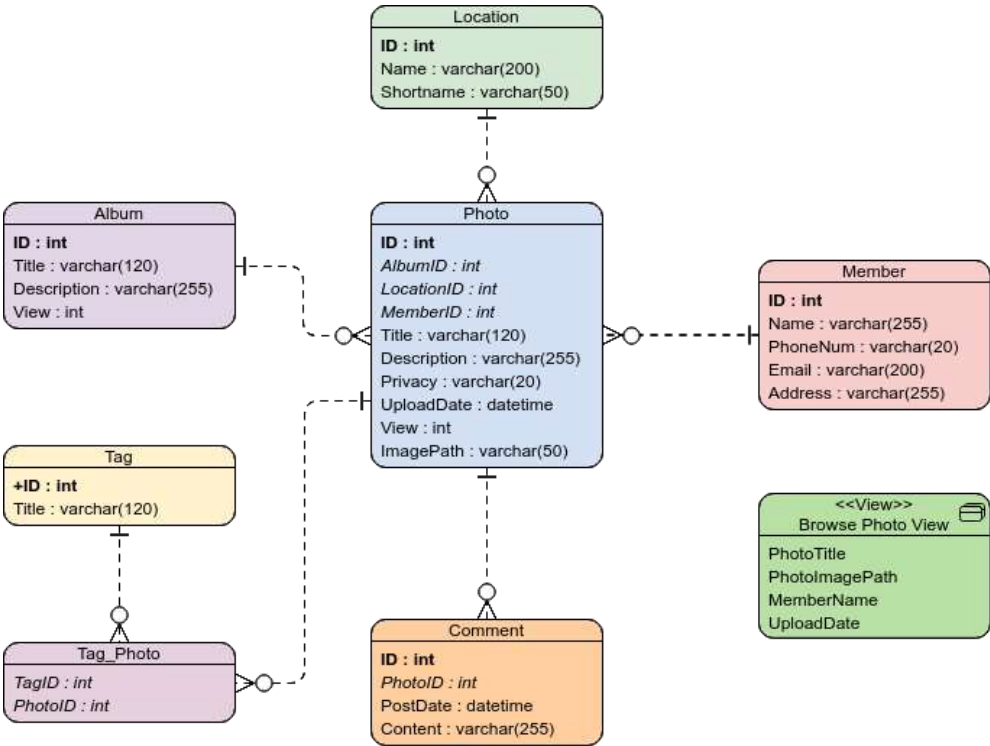 Location
ID : int
Name : varchar(200)
Shortname : varchar(50)
Album
ID : int
Title : varchar(120)
Description : varchar(255)
View : int
Photo
ID : int
AlbumID : int
LocationID : int
MemberID : int
Title : varchar(120)
Description : varchar(255)
Privacy : varchar(20)
UploadDate : datetime
View : int
ImagePath : varchar(50)
Member
ID : int
Name : varchar(255)
PhoneNum : varchar(20)
Email : varchar(200)
Address : varchar(255)
Tag
+ID : int
Title : varchar(120)
<<View>>
Browse Photo View
PhotoTitle
PhotoImagePath
MemberName
UploadDate
Tag_Photo
TagID : int
PhotoID : int
Comment
ID : int
PhotoID : int
PostDate : datetime
Content : varchar(255)